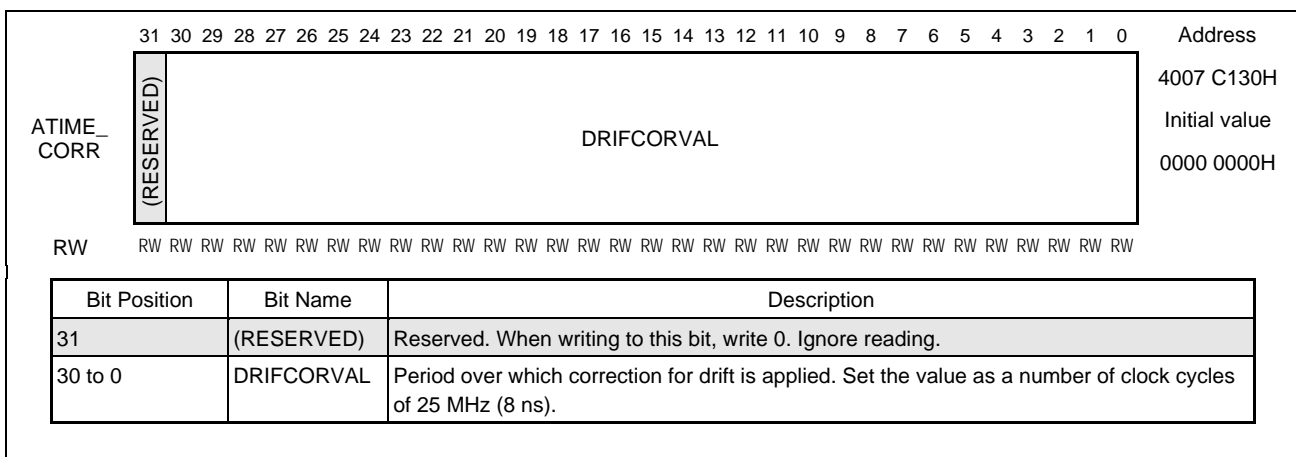 31 30 29 28 27 26 25 24 23 22 21 20 19 18 17 16 15 14 13 12 11 10 9 8 7 6 5 4 3 2 1 0 Address
4007 C130H
Initial value
0000 0000H
ATIME_
CORR
(RESERVED)
DRIFCORVAL
RW RW RW RW RW RW RW RW RW RW RW RW RW RW RW RW RW RW RW RW RW RW RW RW RW RW RW RW RW RW RW RW RW
Bit Position Bit Name Description
31 (RESERVED) Reserved. When writing to this bit, write 0. Ignore reading.
30 to 0 DRIFCORVAL Period over which correction for drift is applied. Set the value as a number of clock cycles
of 25 MHz (8 ns).